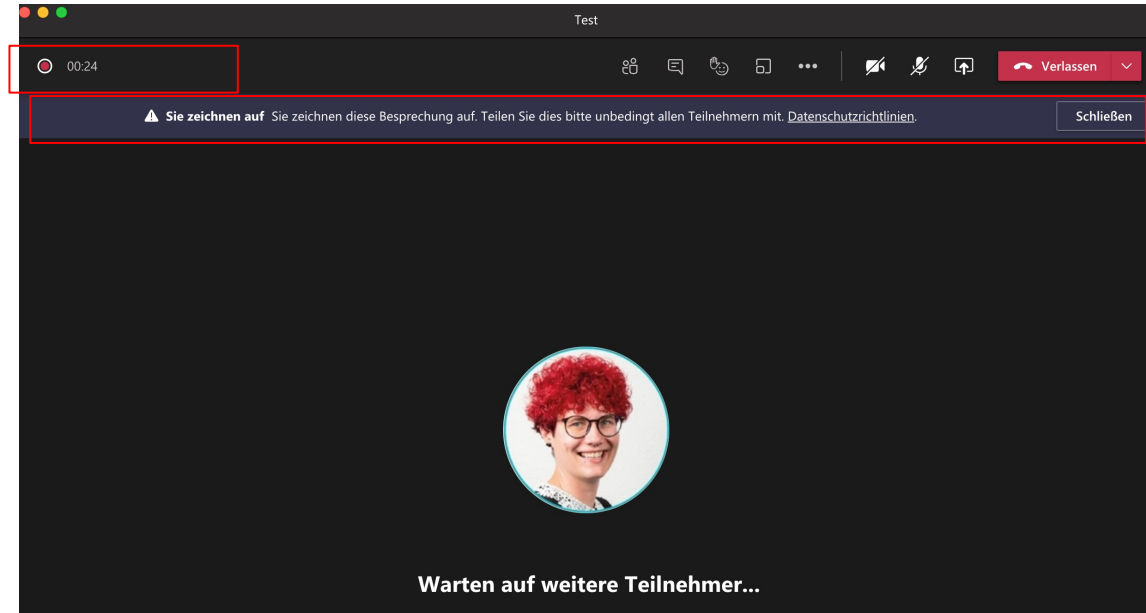 Test
00:24
Verlassen
Sie zeichnen auf Sie zeichnen diese Besprechung auf. Teilen Sie dies bitte unbedingt allen Teilnehmern mit. Datenschutzrichtlinien.
Schließen
Warten auf weitere Teilnehmer...